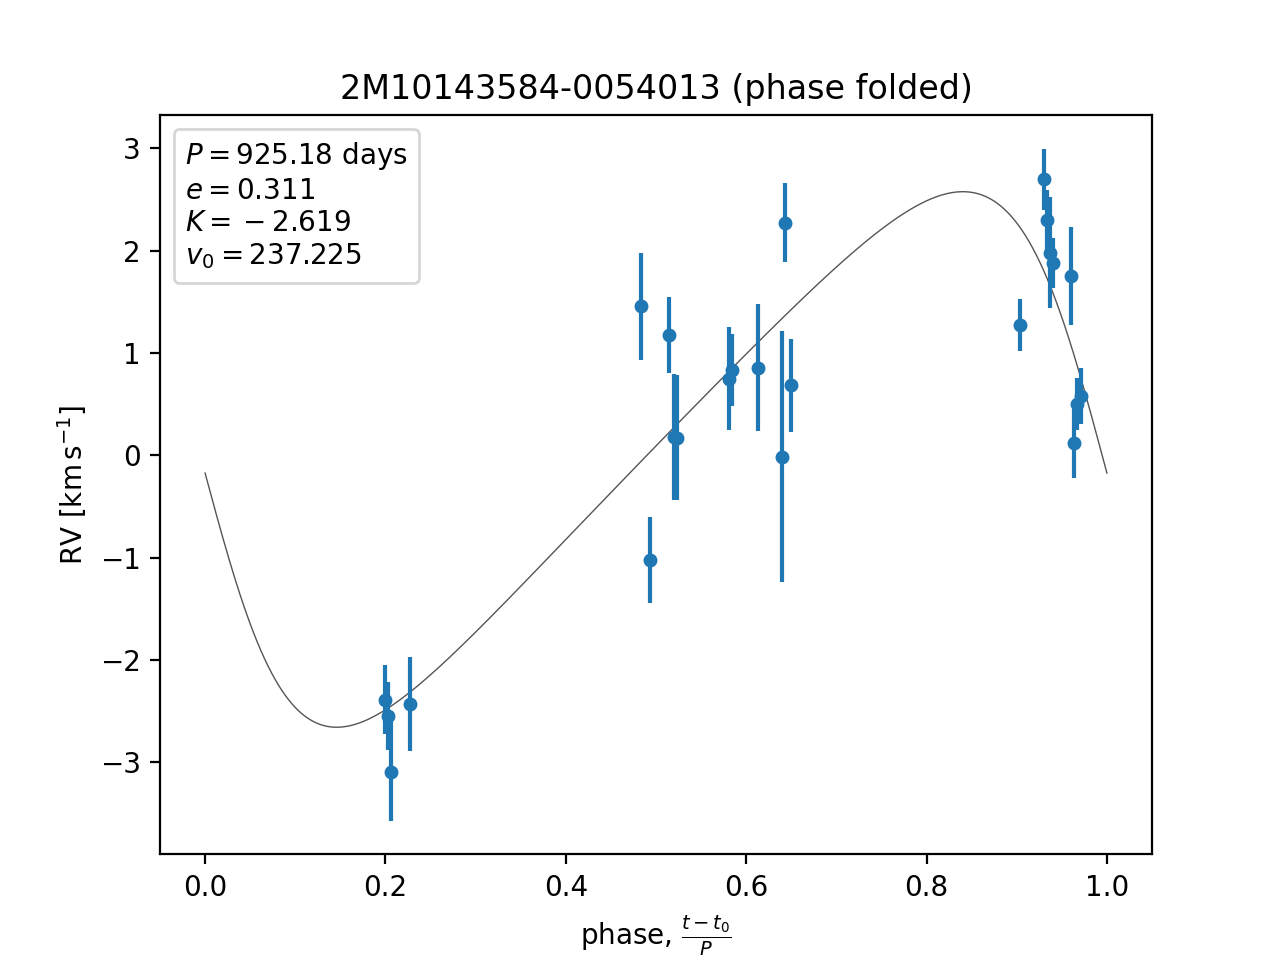 2M10143584-0054013 (phase folded)
P = 925.18 days
e = 0.311
K = −2.619
v₀ = 237.225
3
2
1
0
−1
−2
−3
RV [km s⁻¹]
0.0 0.2 0.4 0.6 0.8 1.0
phase, (t − t₀)/P